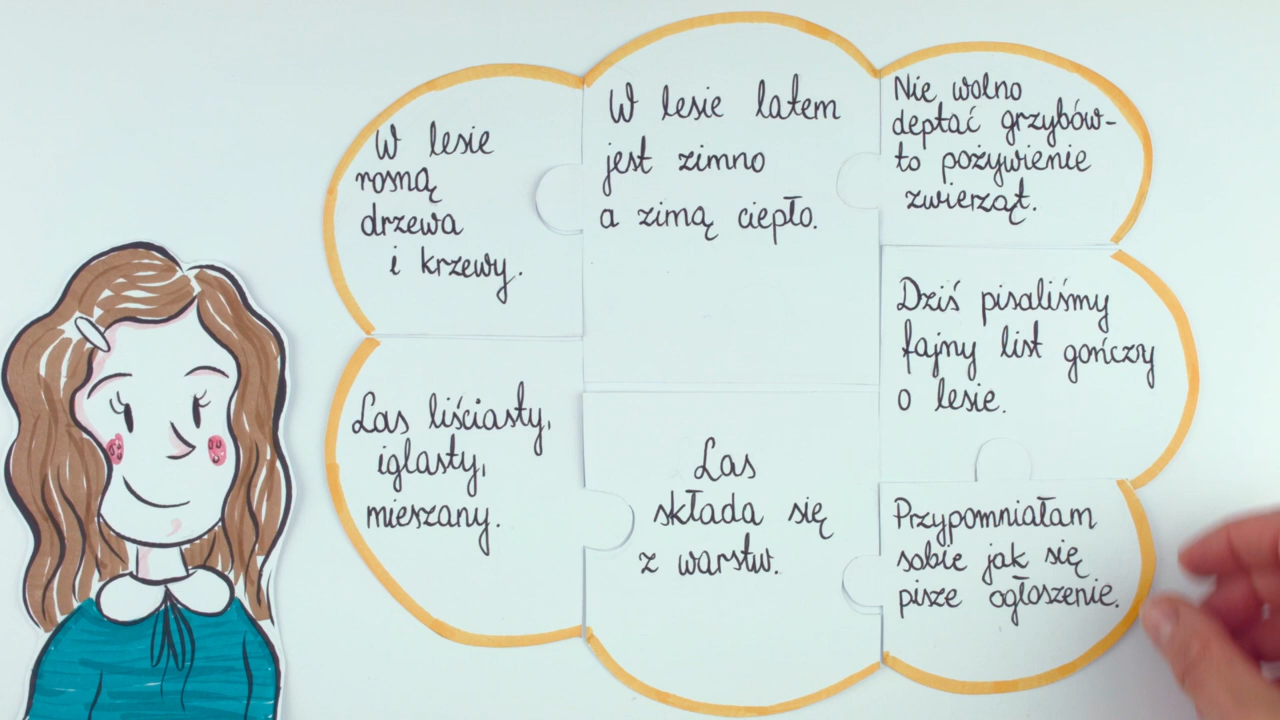 W lesie
rosną
drzewa
i krzewy.
W lesie latem
jest zimno
a zimą ciepło.
Nie wolno
deptać grzybów-
to pożywienie
zwierząt.
Dziś pisaliśmy
fajny list gończy
o lesie.
Las liściasty,
iglasty,
mieszany.
Las
składa się
z warstw.
Przypomniałam
sobie jak się
pisze ogłoszenie.